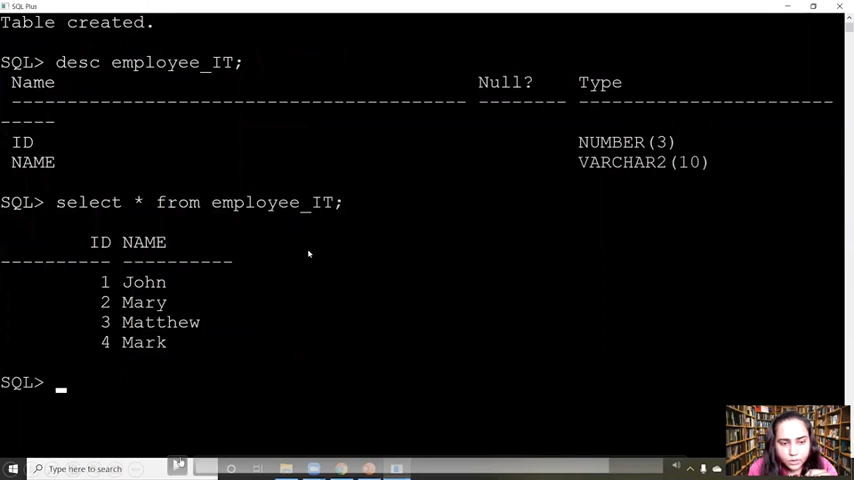 SQL Plus
Table created.
SQL> desc employee_IT;
Name Null? Type
----------------------------------------- -------- -----------------------
-----
ID NUMBER(3)
NAME VARCHAR2(10)
SQL> select * from employee_IT;
ID NAME
---------- ----------
1 John
2 Mary
3 Matthew
4 Mark
SQL>
Type here to search